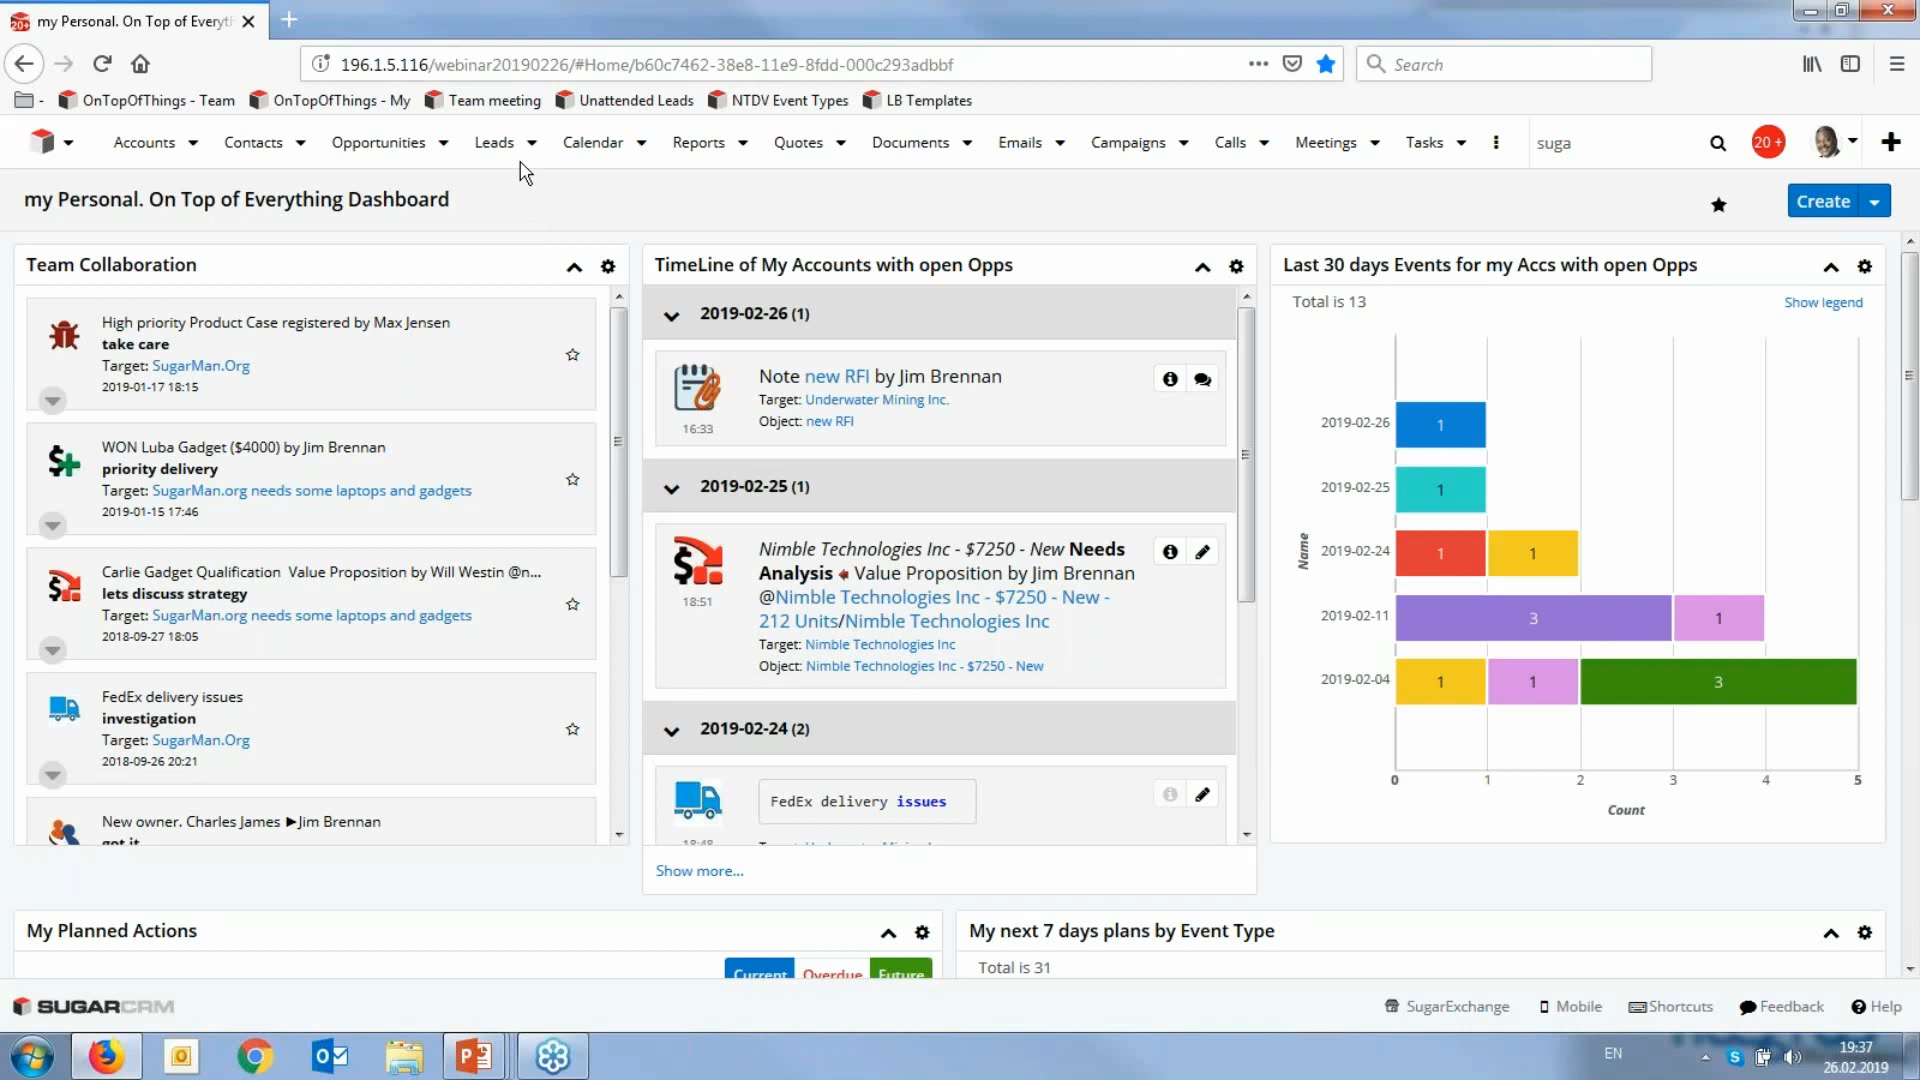 my Personal. On Top of Everyt
196.1.5.116/webinar20190226/#Home/b60c7462-38e8-11e9-8fdd-000c293adbbf
Search
OnTopOfThings - Team
OnTopOfThings - My
Team meeting
Unattended Leads
NTDV Event Types
LB Templates
Accounts
Contacts
Opportunities
Leads
Calendar
Reports
Quotes
Documents
Emails
Campaigns
Calls
Meetings
Tasks
suga
20 +
my Personal. On Top of Everything Dashboard
Create
Team Collaboration
High priority Product Case registered by Max Jensen
take care
Target: SugarMan.Org
2019-01-17 18:15
WON Luba Gadget ($4000) by Jim Brennan
priority delivery
Target: SugarMan.org needs some laptops and gadgets
2019-01-15 17:46
Carlie Gadget Qualification Value Proposition by Will Westin @n...
lets discuss strategy
Target: SugarMan.org needs some laptops and gadgets
2018-09-27 18:05
FedEx delivery issues
investigation
Target: SugarMan.Org
2018-09-26 20:21
New owner. Charles James ▶Jim Brennan
got it
TimeLine of My Accounts with open Opps
2019-02-26 (1)
Note new RFI by Jim Brennan
Target: Underwater Mining Inc.
Object: new RFI
16:33
2019-02-25 (1)
Nimble Technologies Inc - $7250 - New Needs
Analysis Value Proposition by Jim Brennan
@Nimble Technologies Inc - $7250 - New -
212 Units/Nimble Technologies Inc
Target: Nimble Technologies Inc
Object: Nimble Technologies Inc - $7250 - New
18:51
2019-02-24 (2)
FedEx delivery issues
Show more...
Last 30 days Events for my Accs with open Opps
Total is 13
Show legend
2019-02-26
1
2019-02-25
1
2019-02-24
1 1
2019-02-11
3 1
2019-02-04
1 1 3
Name
0 1 2 3 4 5
Count
My Planned Actions
Current
Overdue
Future
My next 7 days plans by Event Type
Total is 31
SUGARCRM
SugarExchange
Mobile
Shortcuts
Feedback
Help
EN
19:37
26.02.2019